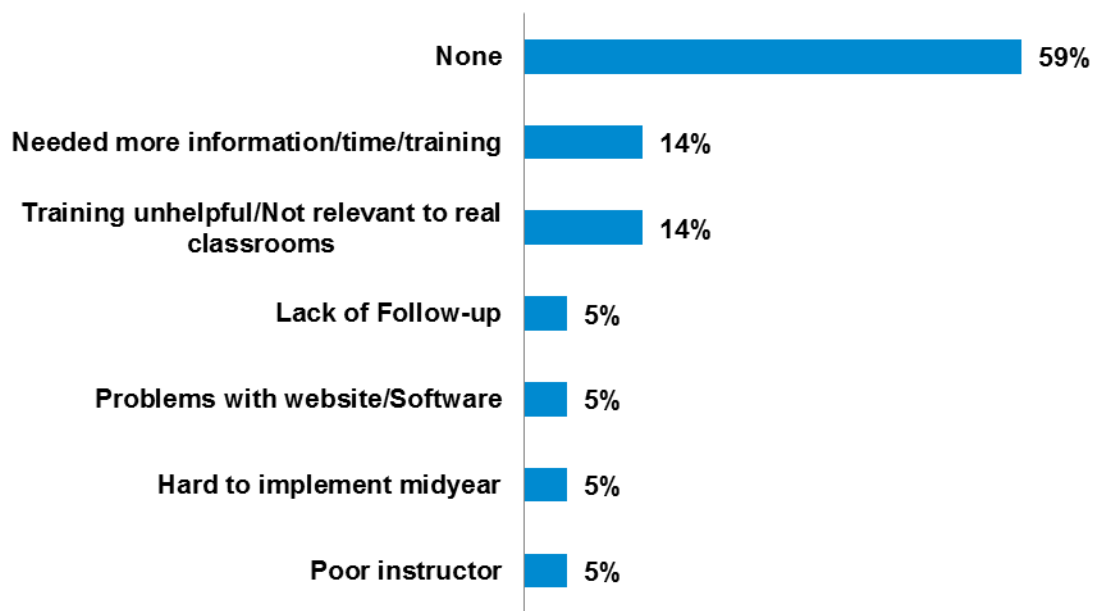 None
59%
Needed more information/time/training
14%
Training unhelpful/Not relevant to real
classrooms
14%
Lack of Follow-up
5%
Problems with website/Software
5%
Hard to implement midyear
5%
Poor instructor
5%